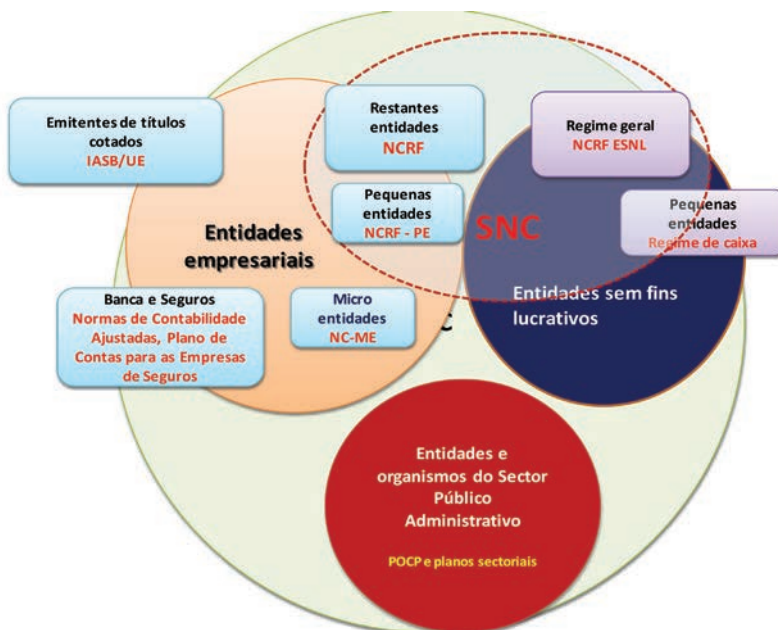 Emitentes de títulos
cotados
IASB/UE
Restantes
entidades
NCRF
Regime geral
NCRF ESNL
Pequenas
entidades
NCRF - PE
Pequenas
entidades
Regime de caixa
SNC
Entidades
empresariais
Entidades sem fins
lucrativos
Banca e Seguros
Normas de Contabilidade
Ajustadas, Plano de
Contas para as Empresas
de Seguros
Micro
entidades
NC-ME
C
Entidades e
organismos do Sector
Público
Administrativo
POCP e planos sectoriais